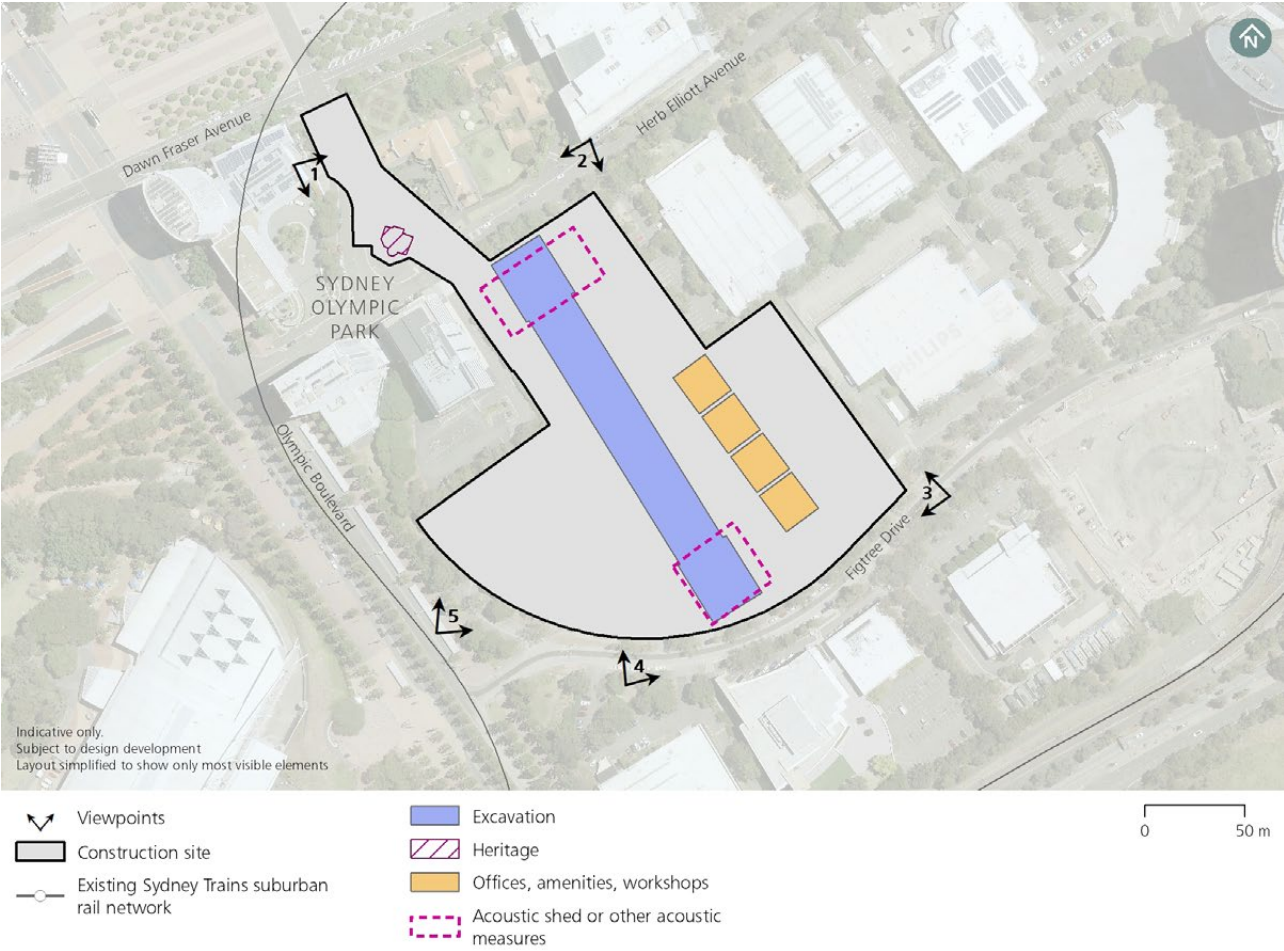 N
Dawn Fraser Avenue
Herb Elliott Avenue
1
2
SYDNEY
OLYMPIC
PARK
PHILIPS
Olympic Boulevard
3
Figtree Drive
5
4
Indicative only.
Subject to design development
Layout simplified to show only most visible elements
Viewpoints
Construction site
Existing Sydney Trains suburban
rail network
Excavation
Heritage
Offices, amenities, workshops
Acoustic shed or other acoustic
measures
0
50 m